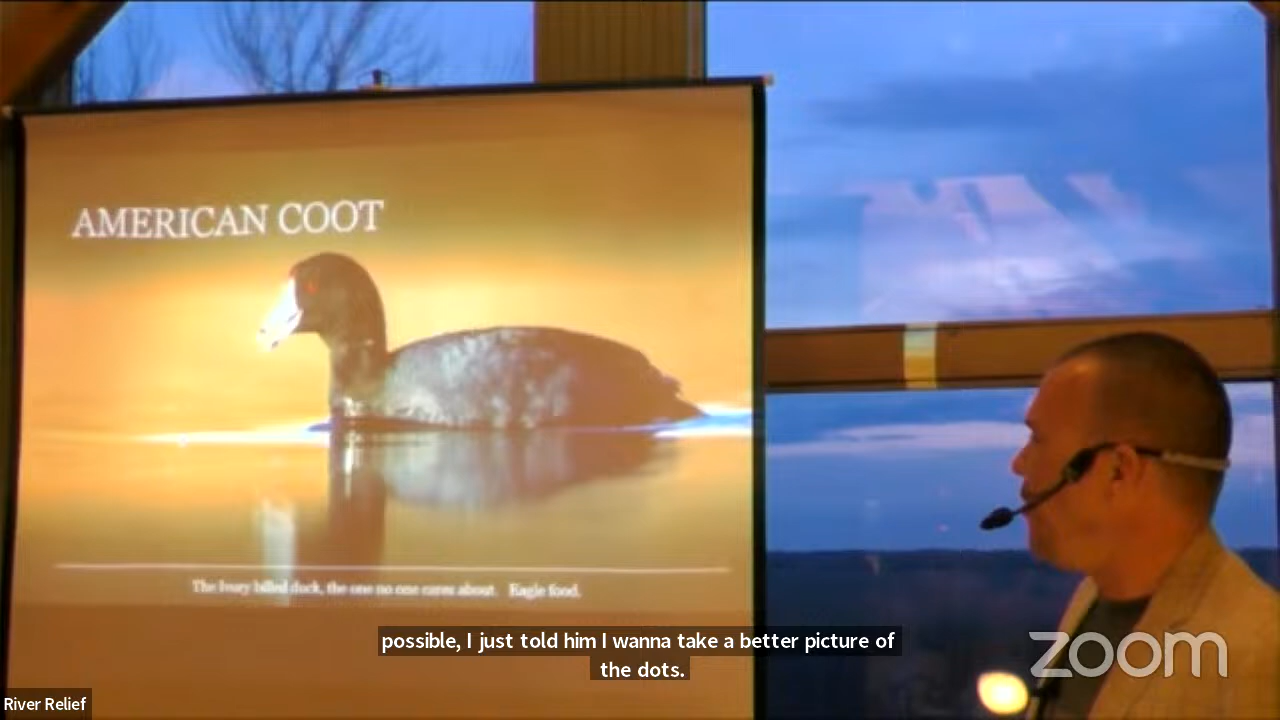 AMERICAN COOT
The Ivory billed duck, the one no one cares about. Eagle food.
possible, I just told him I wanna take a better picture of
the dots.
zoom
River Relief